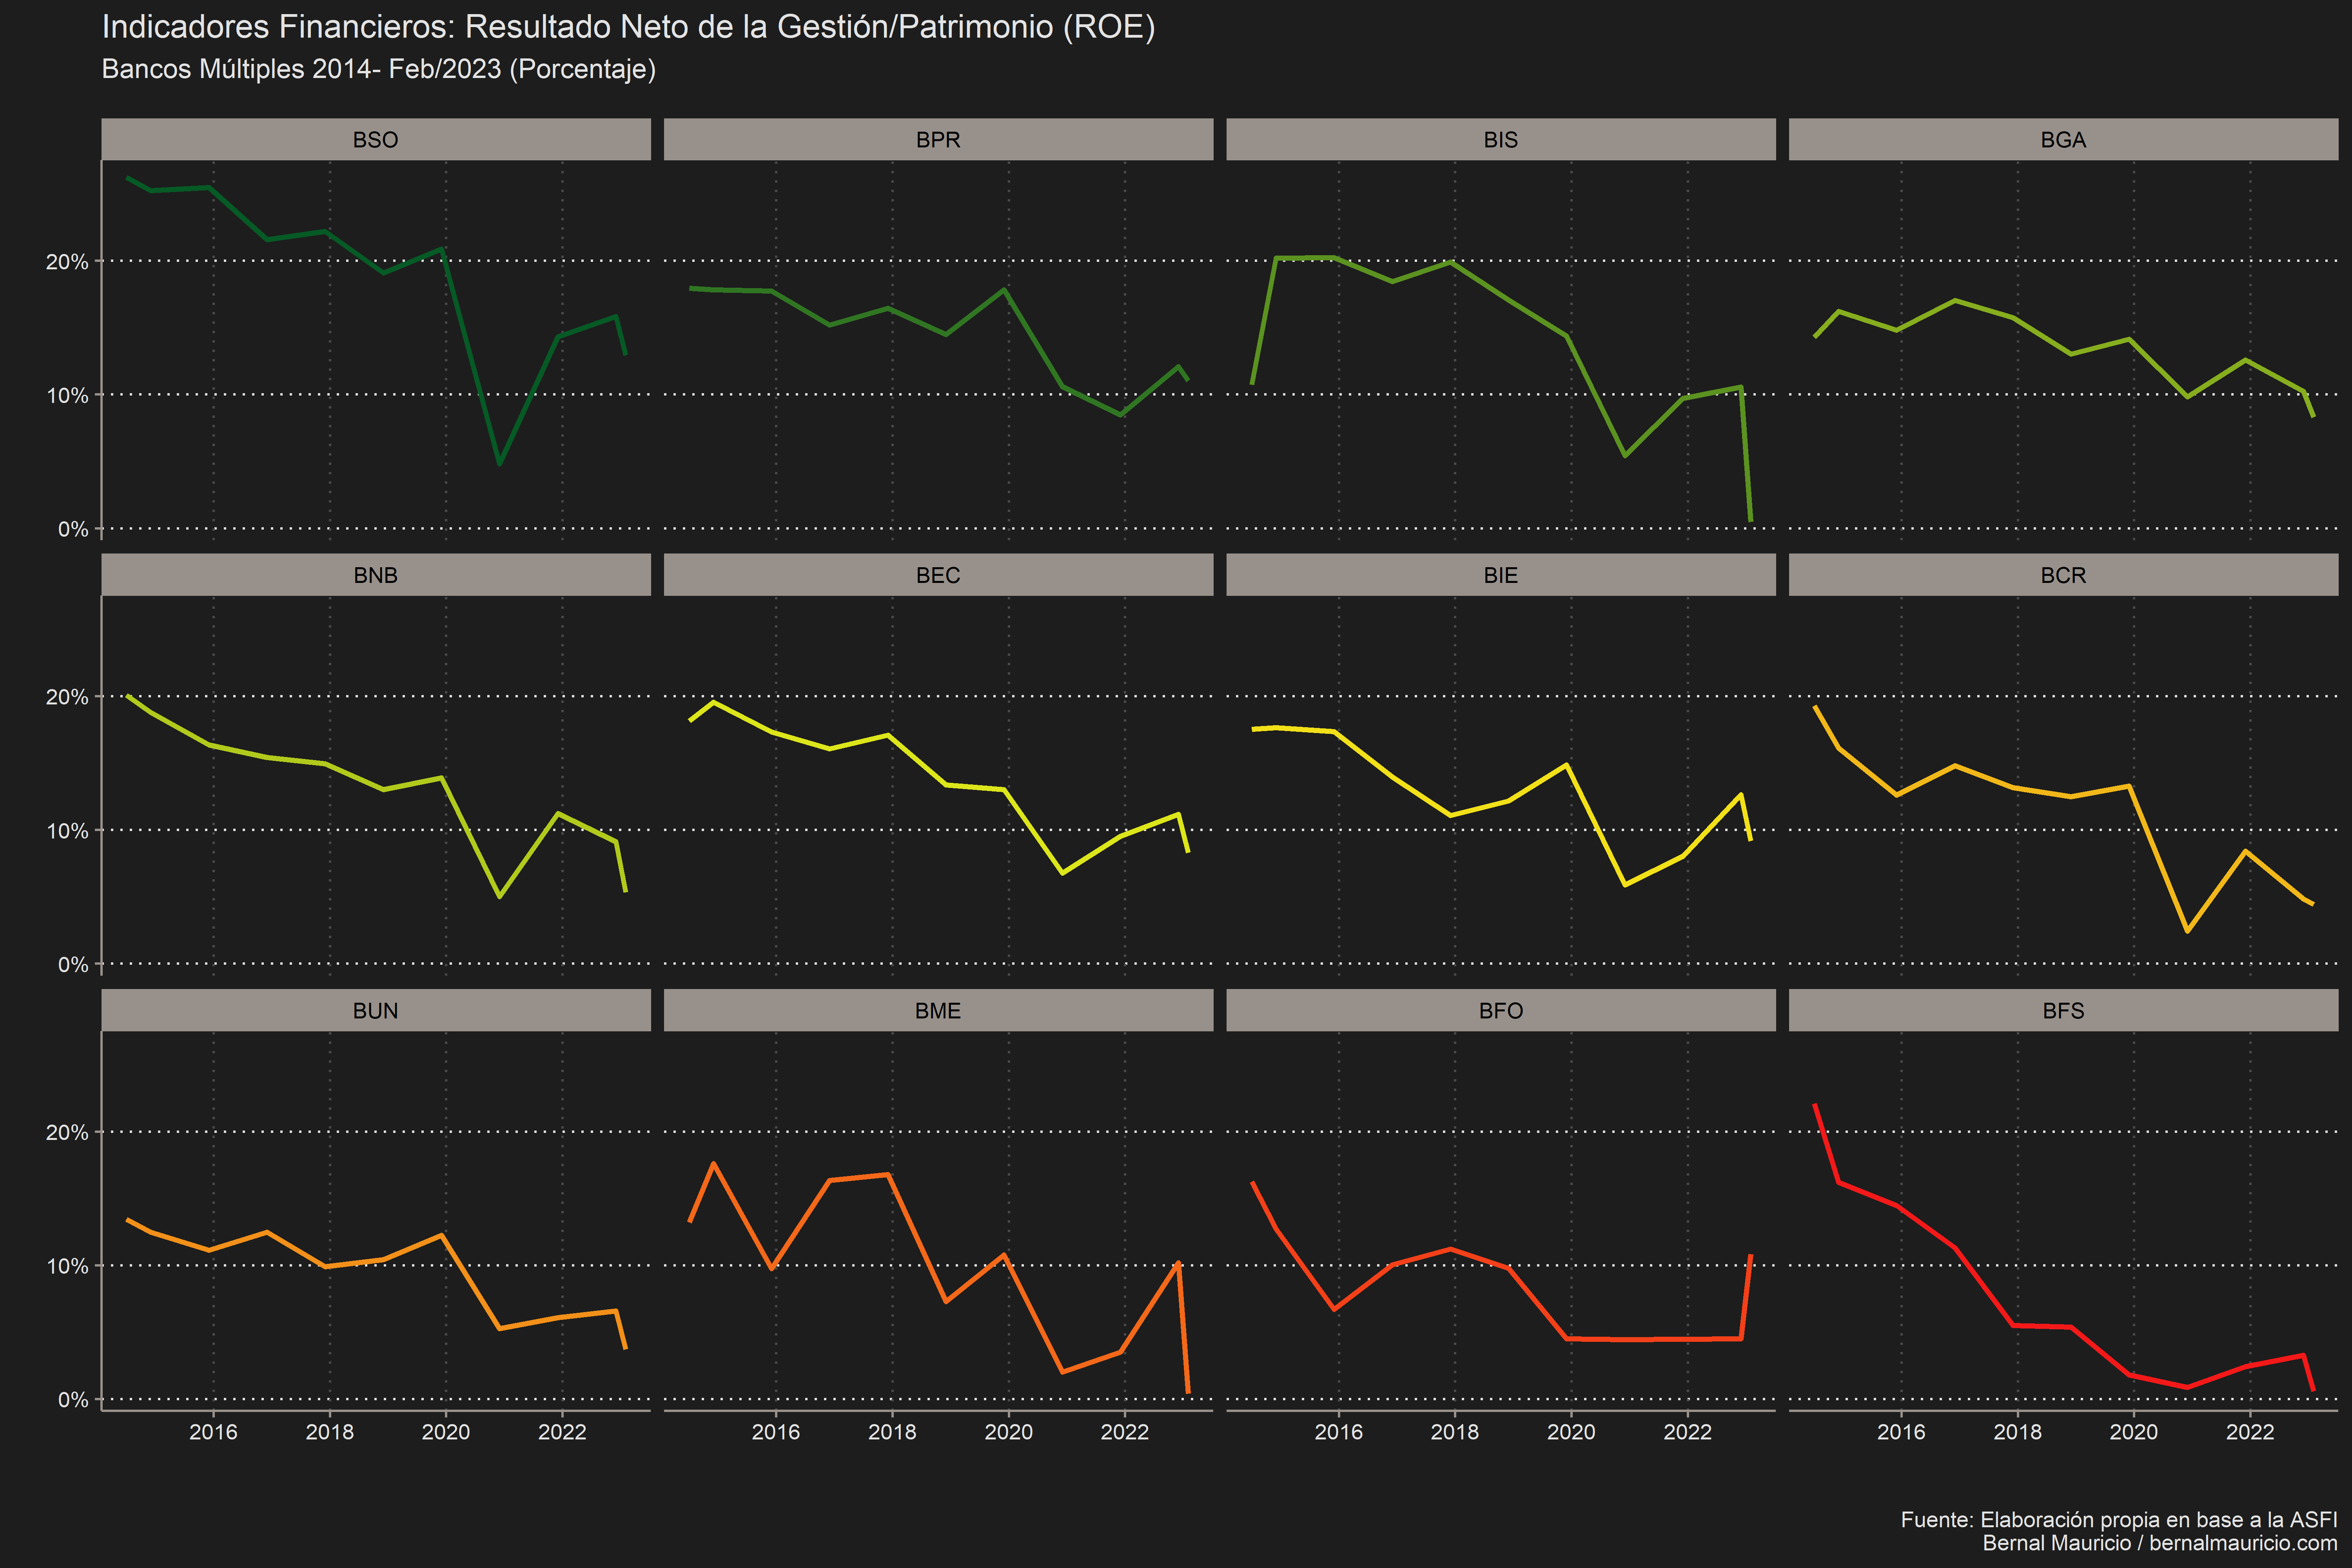 Indicadores Financieros: Resultado Neto de la Gestión/Patrimonio (ROE)
Bancos Múltiples 2014- Feb/2023 (Porcentaje)
BSO
BPR
BIS
BGA
20%
10%
0%
BNB
BEC
BIE
BCR
20%
10%
0%
BUN
BME
BFO
BFS
20%
10%
0%
2016 2018 2020 2022
2016 2018 2020 2022
2016 2018 2020 2022
2016 2018 2020 2022
Fuente: Elaboración propia en base a la ASFI
Bernal Mauricio / bernalmauricio.com